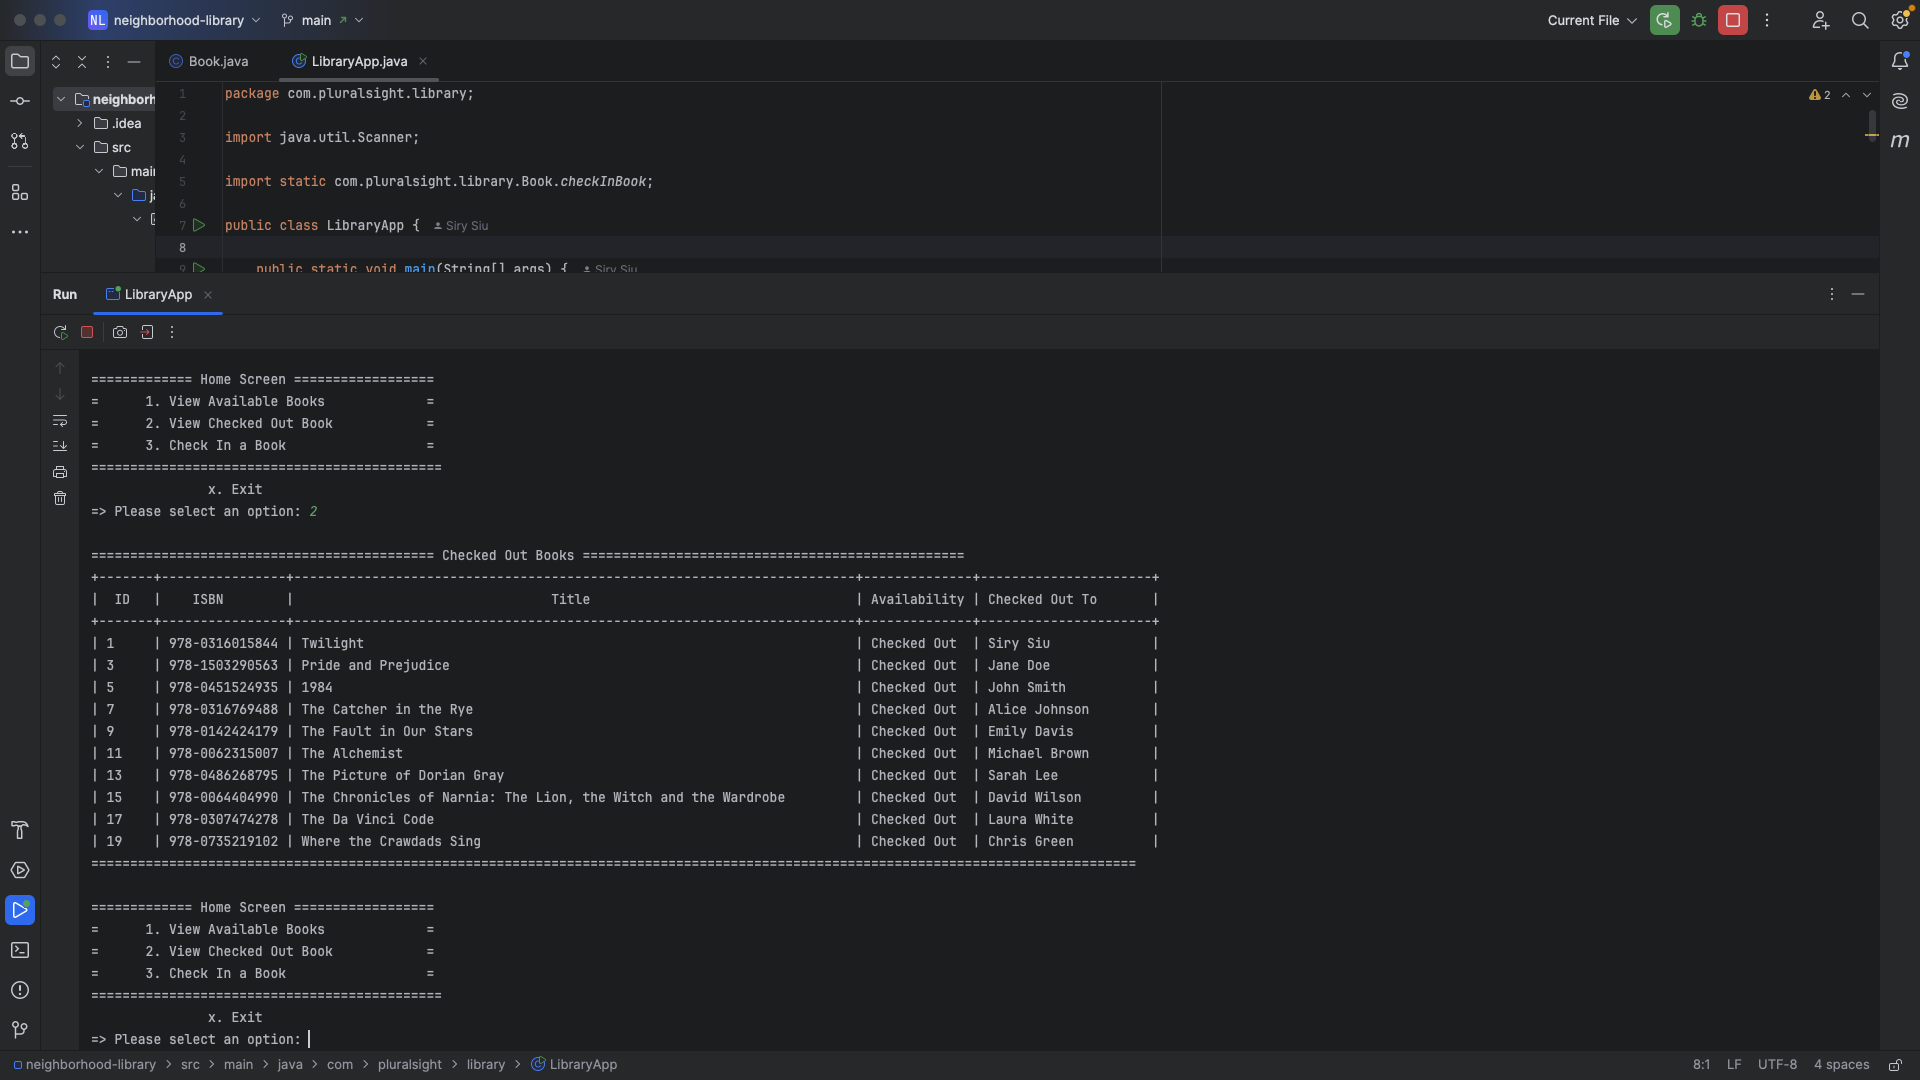 NL neighborhood-library main Current File
Book.java LibraryApp.java
neighborh
.idea
src
main
ja
1 package com.pluralsight.library; 2
2
3 import java.util.Scanner;
4
5 import static com.pluralsight.library.Book.checkInBook;
6
7 public class LibraryApp { Siry Siu
8
9 public static void main(String[] args) { Siry Siu
Run LibraryApp
============= Home Screen ==================
= 1. View Available Books =
= 2. View Checked Out Book =
= 3. Check In a Book =
=============================================
x. Exit
=> Please select an option: 2
============================================ Checked Out Books =================================================
+-------+----------------+------------------------------------------------------------------------+--------------+----------------------+
| ID | ISBN | Title | Availability | Checked Out To |
+-------+----------------+------------------------------------------------------------------------+--------------+----------------------+
| 1 | 978-0316015844 | Twilight | Checked Out | Siry Siu |
| 3 | 978-1503290563 | Pride and Prejudice | Checked Out | Jane Doe |
| 5 | 978-0451524935 | 1984 | Checked Out | John Smith |
| 7 | 978-0316769488 | The Catcher in the Rye | Checked Out | Alice Johnson |
| 9 | 978-0142424179 | The Fault in Our Stars | Checked Out | Emily Davis |
| 11 | 978-0062315007 | The Alchemist | Checked Out | Michael Brown |
| 13 | 978-0486268795 | The Picture of Dorian Gray | Checked Out | Sarah Lee |
| 15 | 978-0064404990 | The Chronicles of Narnia: The Lion, the Witch and the Wardrobe | Checked Out | David Wilson |
| 17 | 978-0307474278 | The Da Vinci Code | Checked Out | Laura White |
| 19 | 978-0735219102 | Where the Crawdads Sing | Checked Out | Chris Green |
======================================================================================================================================
============= Home Screen ==================
= 1. View Available Books =
= 2. View Checked Out Book =
= 3. Check In a Book =
=============================================
x. Exit
=> Please select an option:
neighborhood-library > src > main > java > com > pluralsight > library > LibraryApp 8:1 LF UTF-8 4 spaces